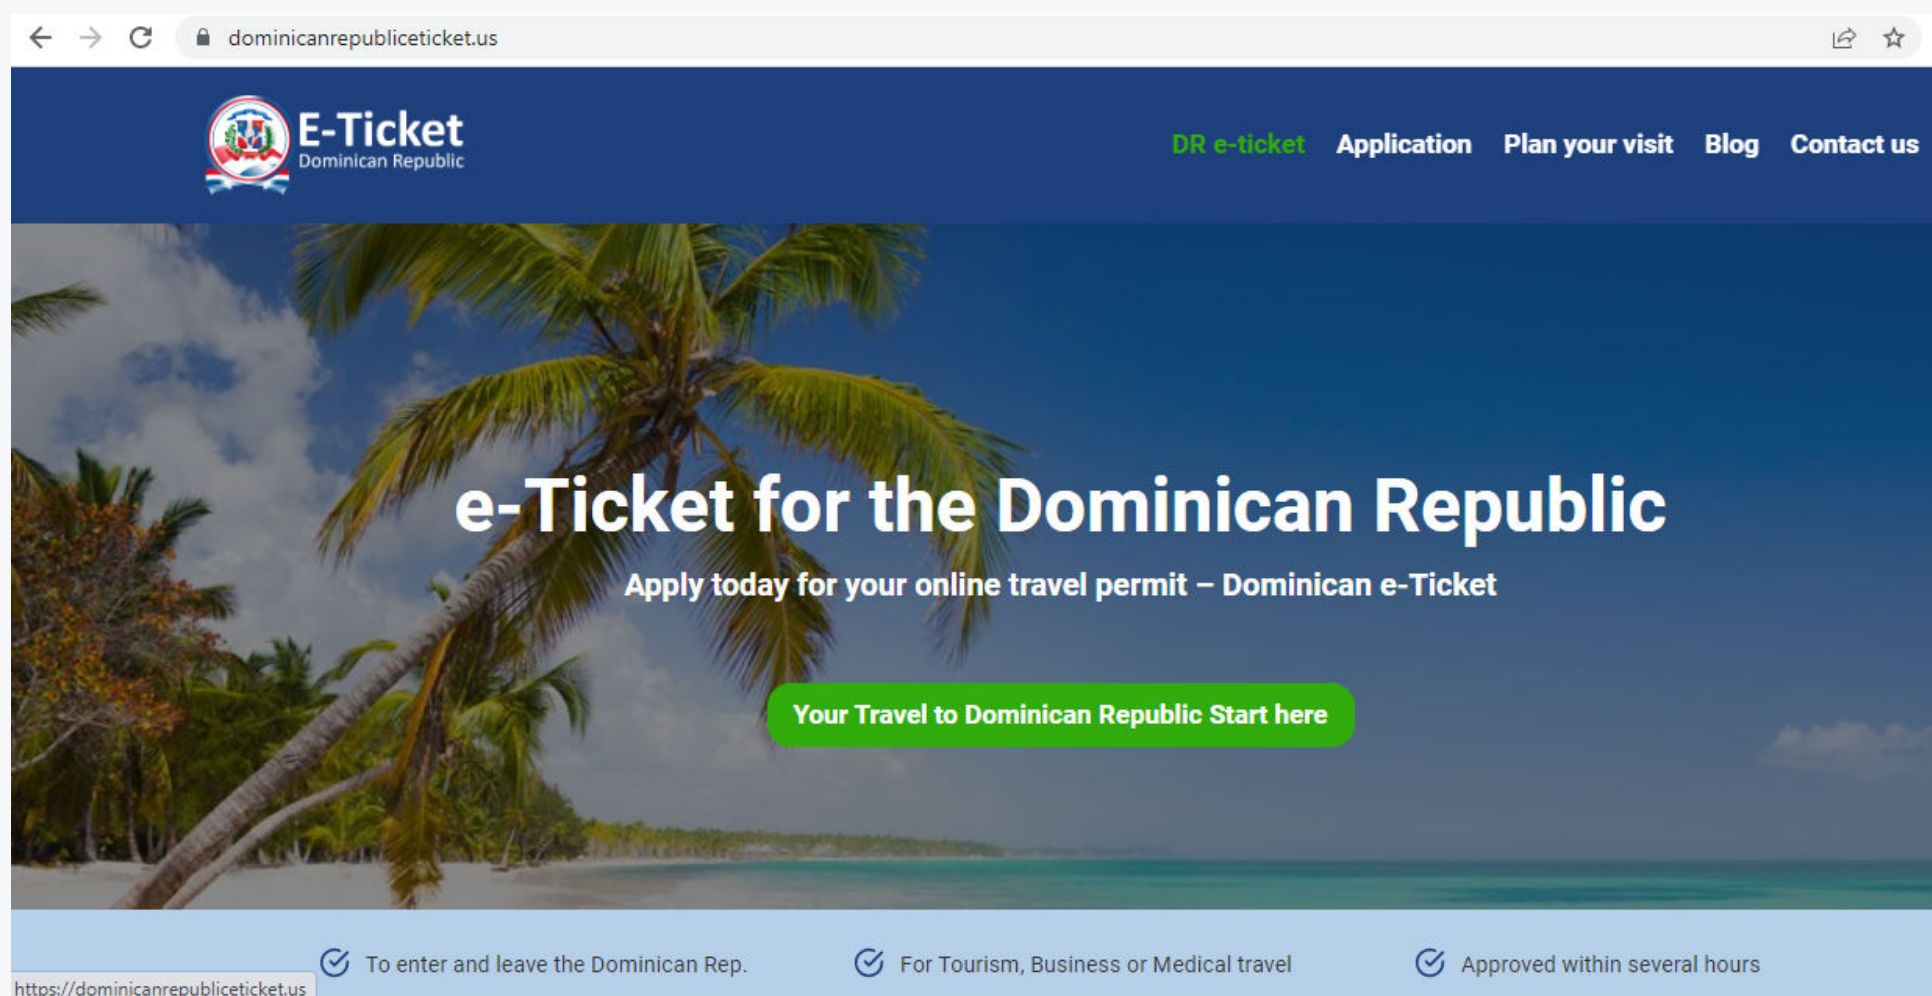 dominicanrepubliceticket.us
E-Ticket
Dominican Republic
DR e-ticket Application Plan your visit Blog Contact us
e-Ticket for the Dominican Republic
Apply today for your online travel permit – Dominican e-Ticket
Your Travel to Dominican Republic Start here
To enter and leave the Dominican Rep. For Tourism, Business or Medical travel Approved within several hours
https://dominicanrepubliceticket.us